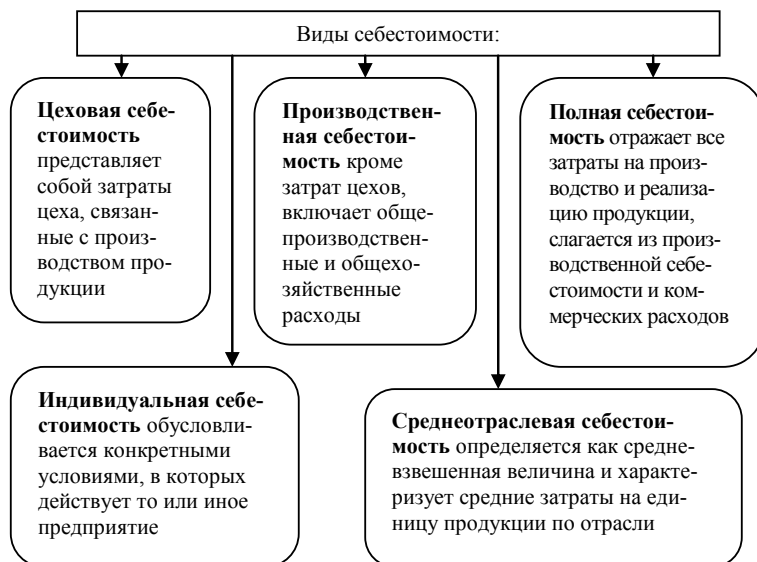 Виды себестоимости:
Цеховая себе-
стоимость
представляет
собой затраты
цеха, связан-
ные с произ-
водством про-
дукции
Производствен-
ная себестои-
мость кроме
затрат цехов,
включает обще-
производствен-
ные и общехо-
зяйственные
расходы
Полная себестои-
мость отражает все
затраты на произ-
водство и реализа-
цию продукции,
слагается из произ-
водственной себе-
стоимости и ком-
мерческих расходов
Индивидуальная себе-
стоимость обусловли-
вается конкретными
условиями, в которых
действует то или иное
предприятие
Среднеотраслевая себестои-
мость определяется как средне-
взвешенная величина и характе-
ризует средние затраты на еди-
ницу продукции по отрасли